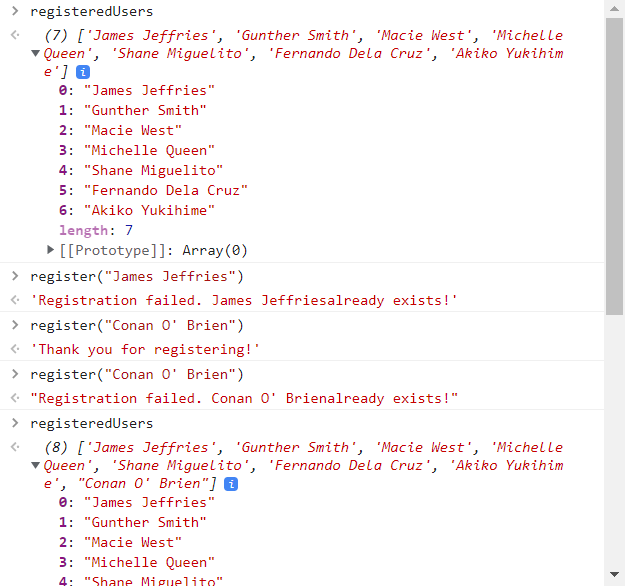 registeredUsers
(7) ['James Jeffries', 'Gunther Smith', 'Macie West', 'Michelle
Queen', 'Shane Miguelito', 'Fernando Dela Cruz', 'Akiko Yukihim
e']
0: "James Jeffries"
1: "Gunther Smith"
2: "Macie West"
3: "Michelle Queen"
4: "Shane Miguelito"
5: "Fernando Dela Cruz"
6: "Akiko Yukihime"
length: 7
[[Prototype]]: Array(0)
register("James Jeffries")
'Registration failed. James Jeffriesalready exists!'
register("Conan O' Brien")
'Thank you for registering!'
register("Conan O' Brien")
"Registration failed. Conan O' Brienalready exists!"
registeredUsers
(8) ['James Jeffries', 'Gunther Smith', 'Macie West', 'Michelle
Queen', 'Shane Miguelito', 'Fernando Dela Cruz', 'Akiko Yukihim
e', "Conan O' Brien"]
0: "James Jeffries"
1: "Gunther Smith"
2: "Macie West"
3: "Michelle Queen"
4: "Shane Miguelito"